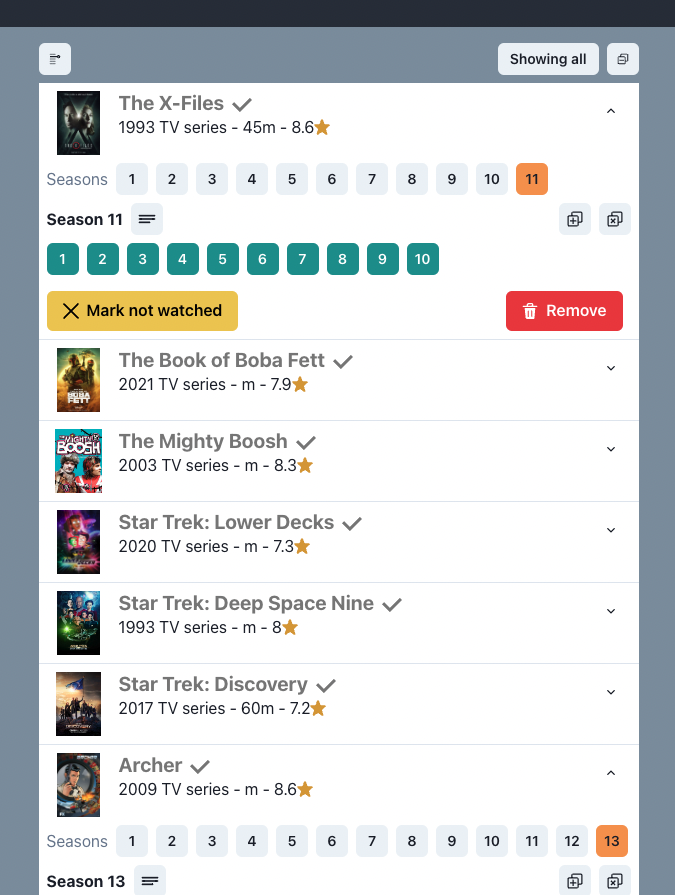 Showing all
The X-Files
1993 TV series - 45m - 8.6
Seasons 1 2 3 4 5 6 7 8 9 10 11
Season 11
1 2 3 4 5 6 7 8 9 10
Mark not watched Remove
The Book of Boba Fett
2021 TV series - m - 7.9
BOBA
FETT
The Mighty Boosh
2003 TV series - m - 8.3
MIGHTY
BOOSH
Star Trek: Lower Decks
2020 TV series - m - 7.3
Star Trek: Deep Space Nine
1993 TV series - m - 8
Star Trek: Discovery
2017 TV series - 60m - 7.2
DISCOVERY
Archer
2009 TV series - m - 8.6
Seasons 1 2 3 4 5 6 7 8 9 10 11 12 13
Season 13